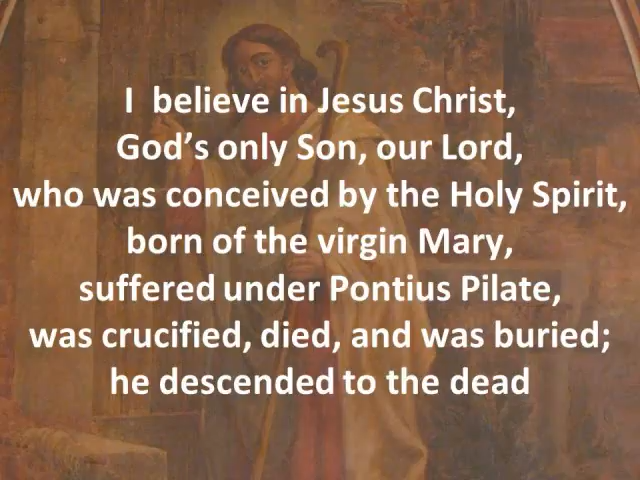 I  believe in Jesus Christ,
God’s only Son, our Lord,
who was conceived by the Holy Spirit,
born of the virgin Mary,
suffered under Pontius Pilate,
was crucified, died, and was buried;
he descended to the dead